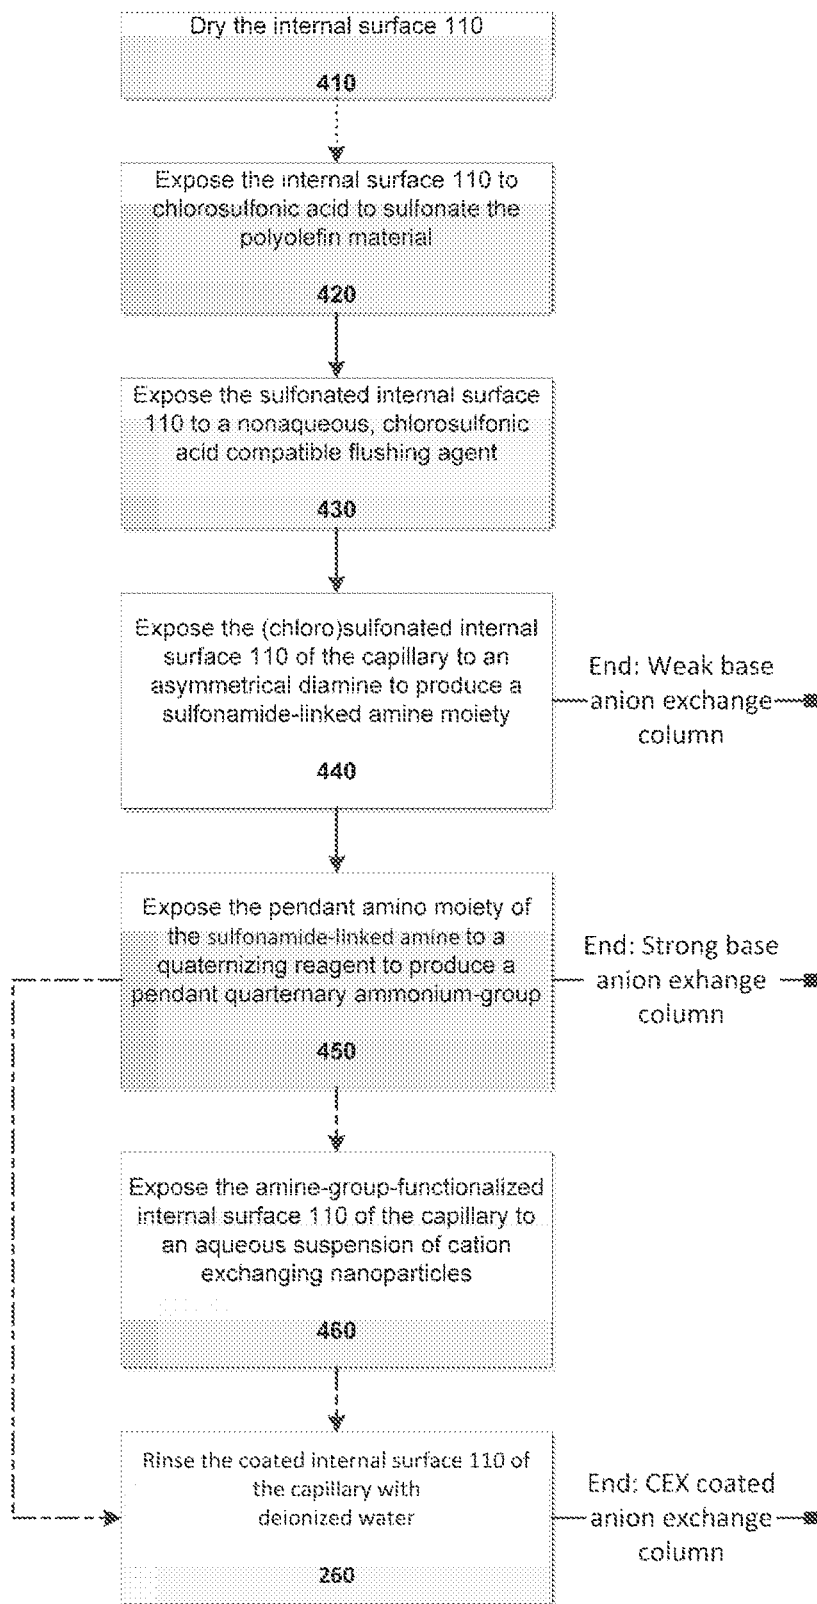 Dry the internal surface 110
410
Expose the internal surface 110 to
chlorosulfonic acid to sulfonate the
polyolefin material
420
Expose the sulfonated internal surface
110 to a nonaqueous, chlorosulfonic
acid compatible flushing agent
430
Expose the (chloro)sulfonated internal
surface 110 of the capillary to an
asymmetrical diamine to produce a
sulfonamide-linked amine moiety
440
End: Weak base
anion exchange
column
Expose the pendant amino moiety of
the sulfonamide-linked amine to a
quaternizing reagent to produce a
pendant quarternary ammonium-group
450
End: Strong base
anion exhange
column
Expose the amine-group-functionalized
internal surface 110 of the capillary to
an aqueous suspension of cation
exchanging nanoparticles
460
Rinse the coated internal surface 110 of
the capillary with
deionized water
260
End: CEX coated
anion exchange
column